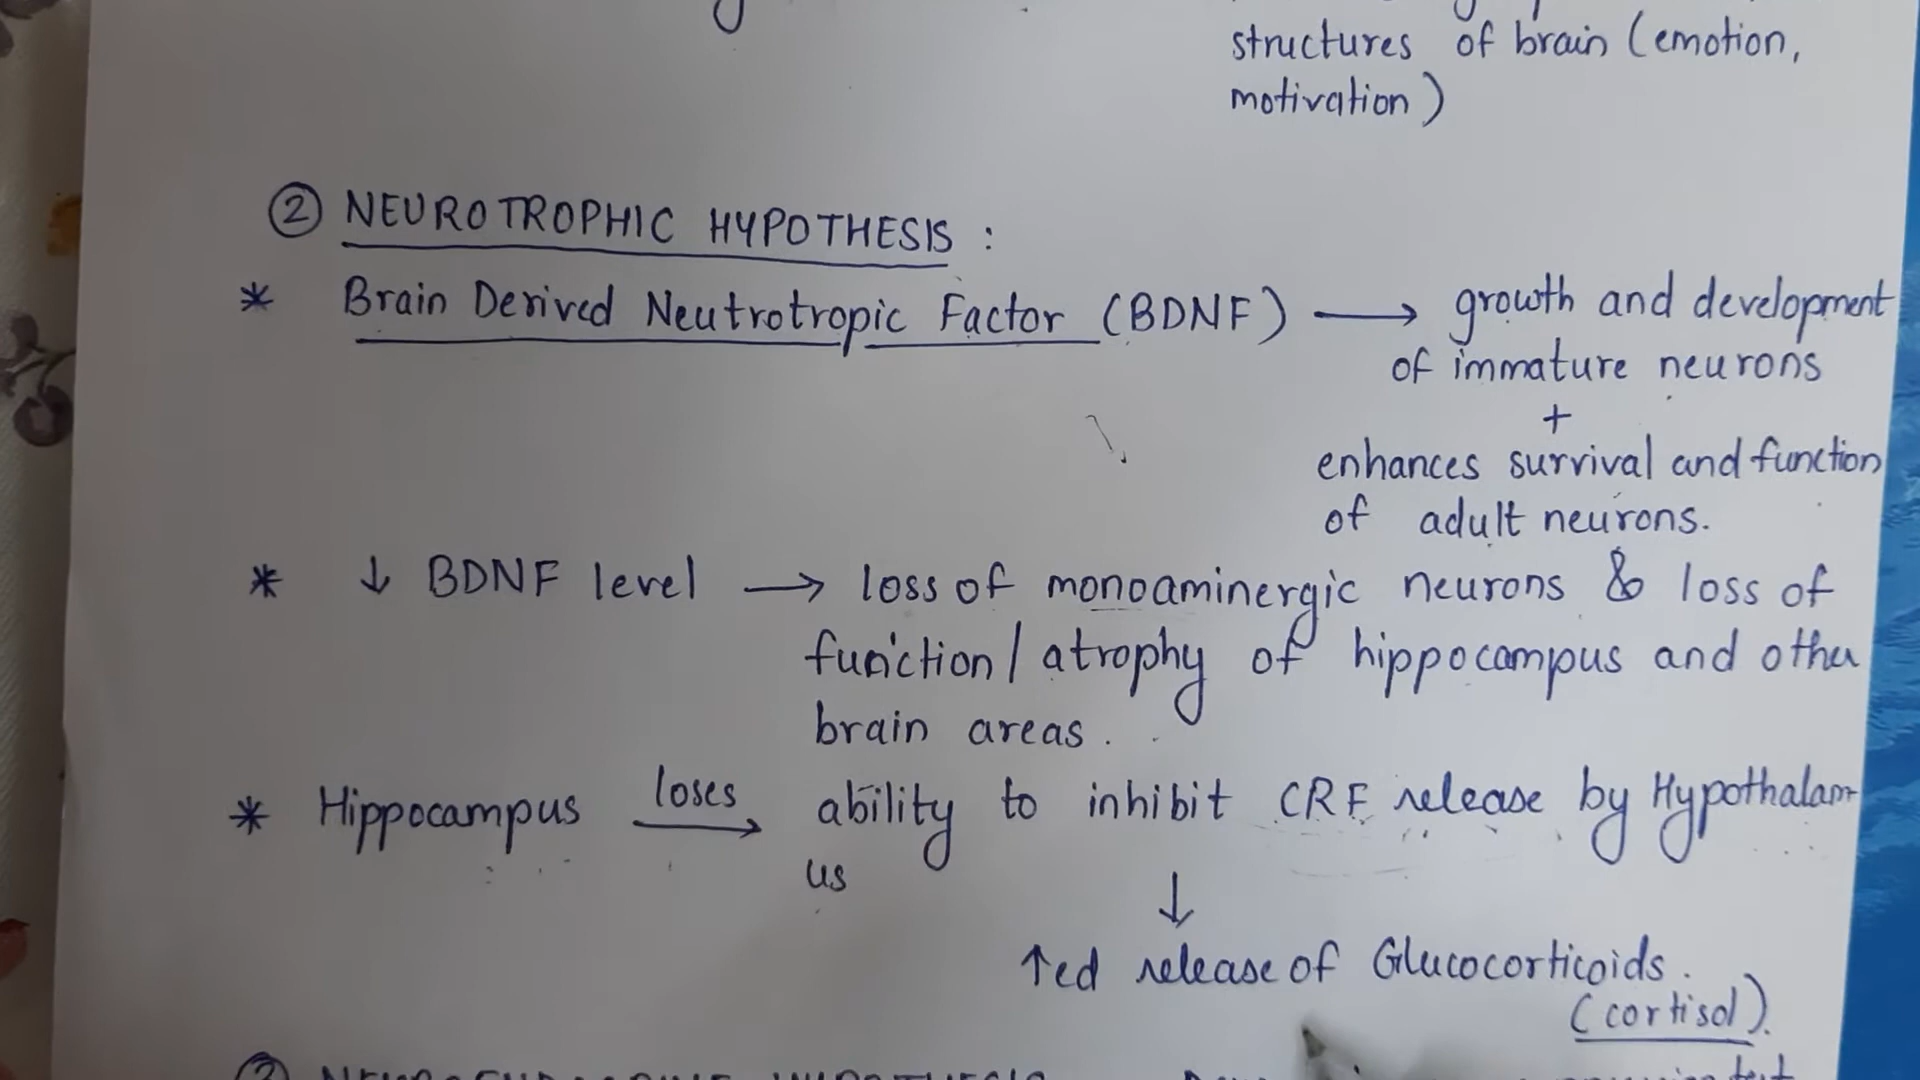 structures of brain (emotion,
motivation)
② NEUROTROPHIC HYPOTHESIS :
* Brain Derived Neutrotropic Factor (BDNF) → growth and development
of immature neurons
+
enhances survival and function
of adult neurons.
* ↓ BDNF level → loss of monoaminergic neurons & loss of
function / atrophy of hippocampus and other
brain areas.
* Hippocampus loses → ability to inhibit CRF release by Hypothalam-
us
↓
↑ed release of Glucocorticoids.
(cortisol).
HYPOTHESIS